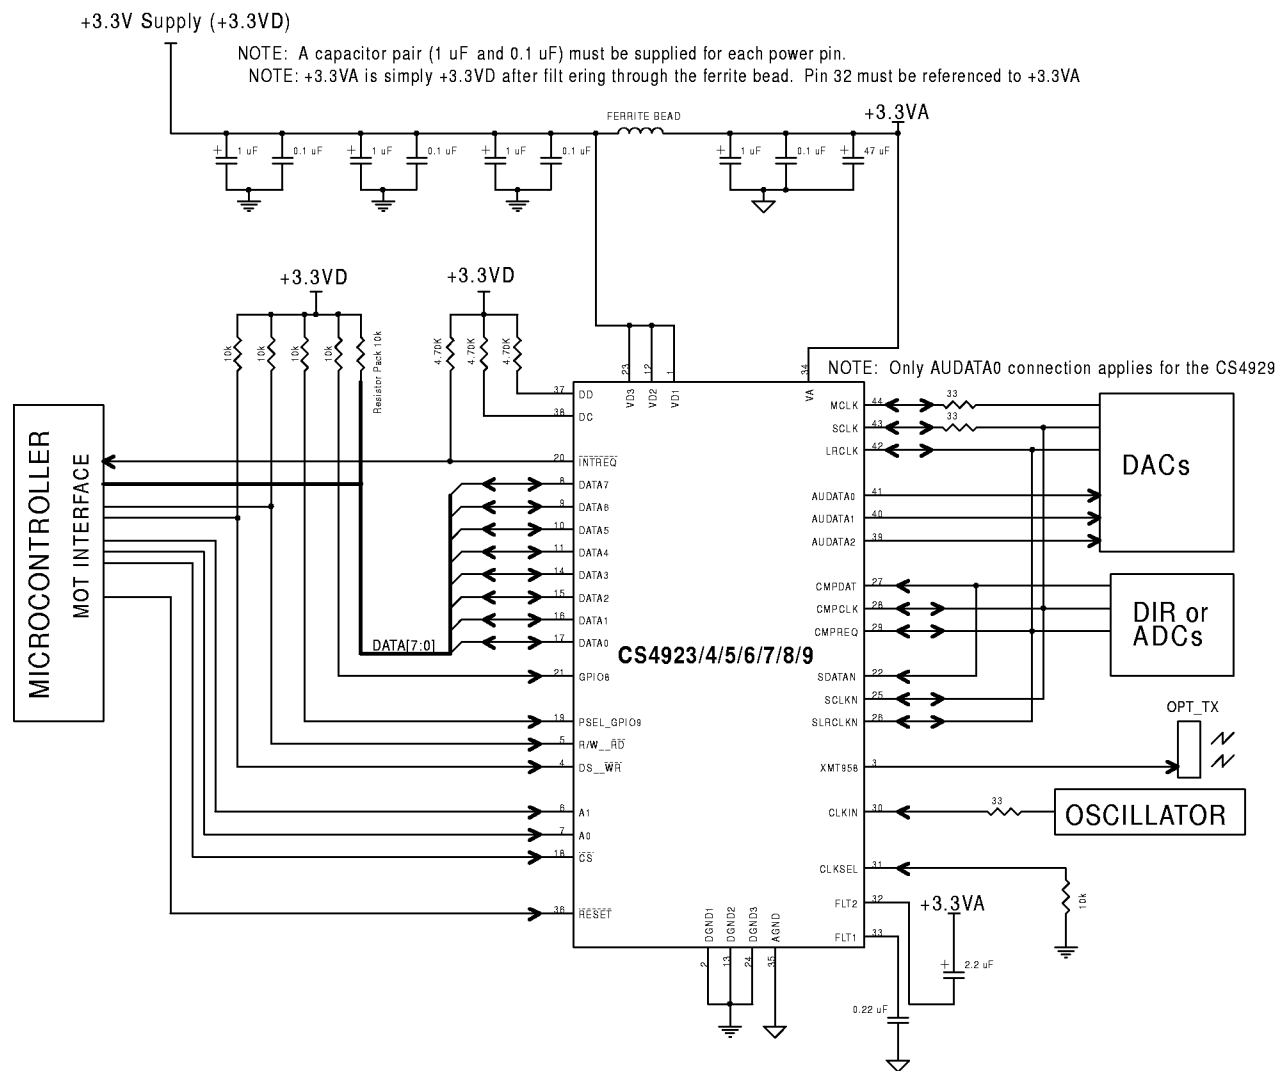 +3.3V Supply (+3.3VD)
NOTE: A capacitor pair (1 uF and 0.1 uF) must be supplied for each power pin.
NOTE: +3.3VA is simply +3.3VD after filt ering through the ferrite bead. Pin 32 must be referenced to +3.3VA
FERRITE BEAD
+3.3VA
+ 1 uF 0.1 uF + 1 uF 0.1 uF + 1 uF 0.1 uF + 1 uF 0.1 uF + 47 uF
+3.3VD +3.3VD
10k 10k 10k 10k Resistor Pack 10k 4.70K 4.70K 4.70K
23 12 1 34
VD3 VD2 VD1 VA
NOTE: Only AUDATA0 connection applies for the CS4929
MICROCONTROLLER
MOT INTERFACE
37 DD
38 DC
20 INTREQ
8 DATA7
9 DATA6
10 DATA5
11 DATA4
14 DATA3
15 DATA2
16 DATA1
17 DATA0
DATA[7:0]
21 GPIO8
19 PSEL_GPIO9
5 R/W__RD
4 DS__WR
6 A1
7 A0
18 CS
36 RESET
CS4923/4/5/6/7/8/9
MCLK 44 33
SCLK 43 33
LRCLK 42
AUDATA0 41
AUDATA1 40
AUDATA2 39
DACs
CMPDAT 27
CMPCLK 28
CMPREQ 29
DIR or
ADCs
SDATAN 22
SCLKN 25
SLRCLKN 26
OPT_TX
XMT958 3
CLKIN 30 33
OSCILLATOR
CLKSEL 31
10k
FLT2 32
+3.3VA
FLT1 33
+ 2.2 uF
0.22 uF
DGND1 DGND2 DGND3 AGND
2 13 24 35